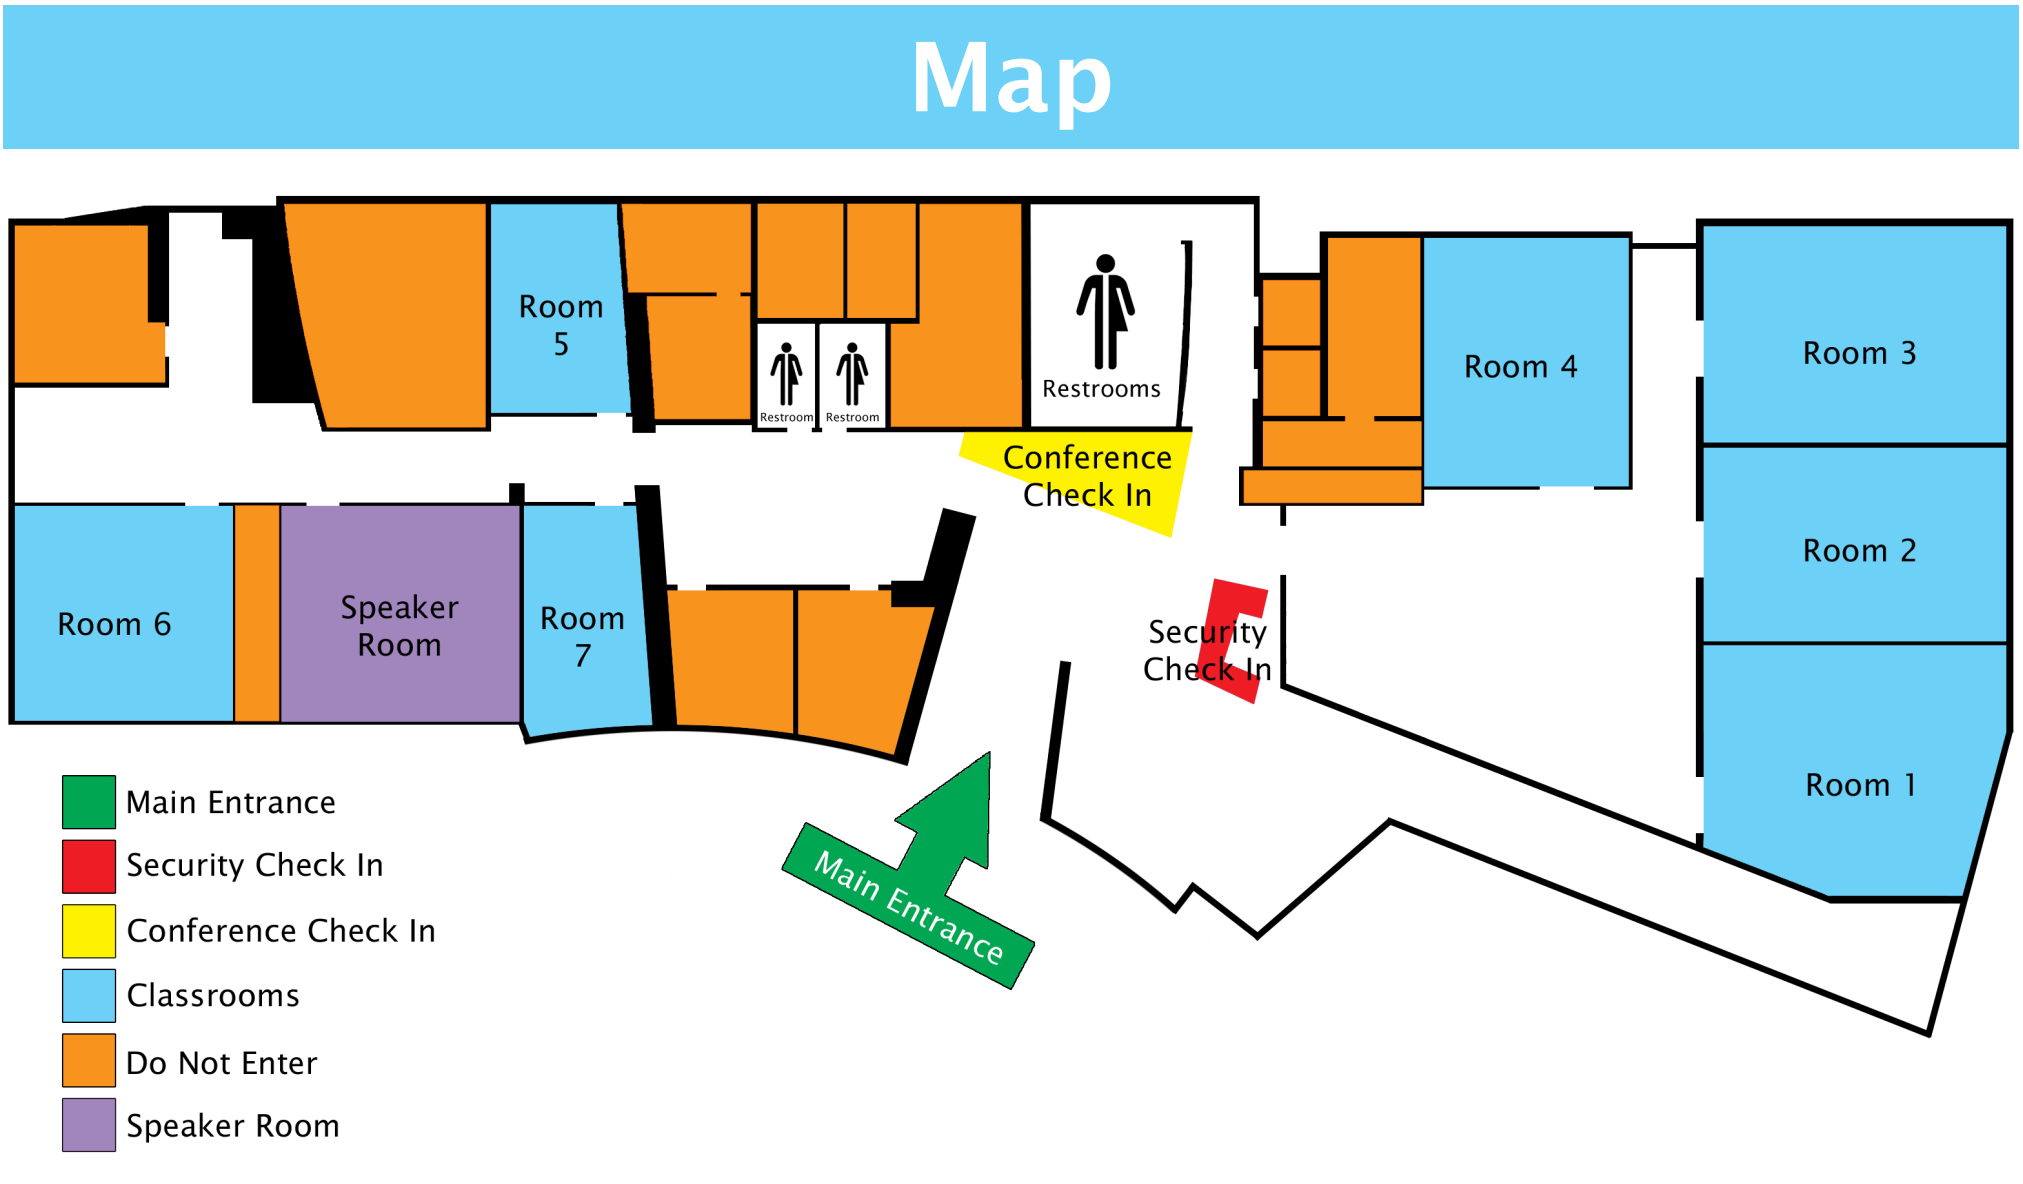 Map
Room
5
Restroom
Restroom
Restrooms
Conference
Check In
Room 4
Room 3
Room 2
Room 1
Room 6
Speaker
Room
Room
7
Security
Check In
Main Entrance
Main Entrance
Security Check In
Conference Check In
Classrooms
Do Not Enter
Speaker Room